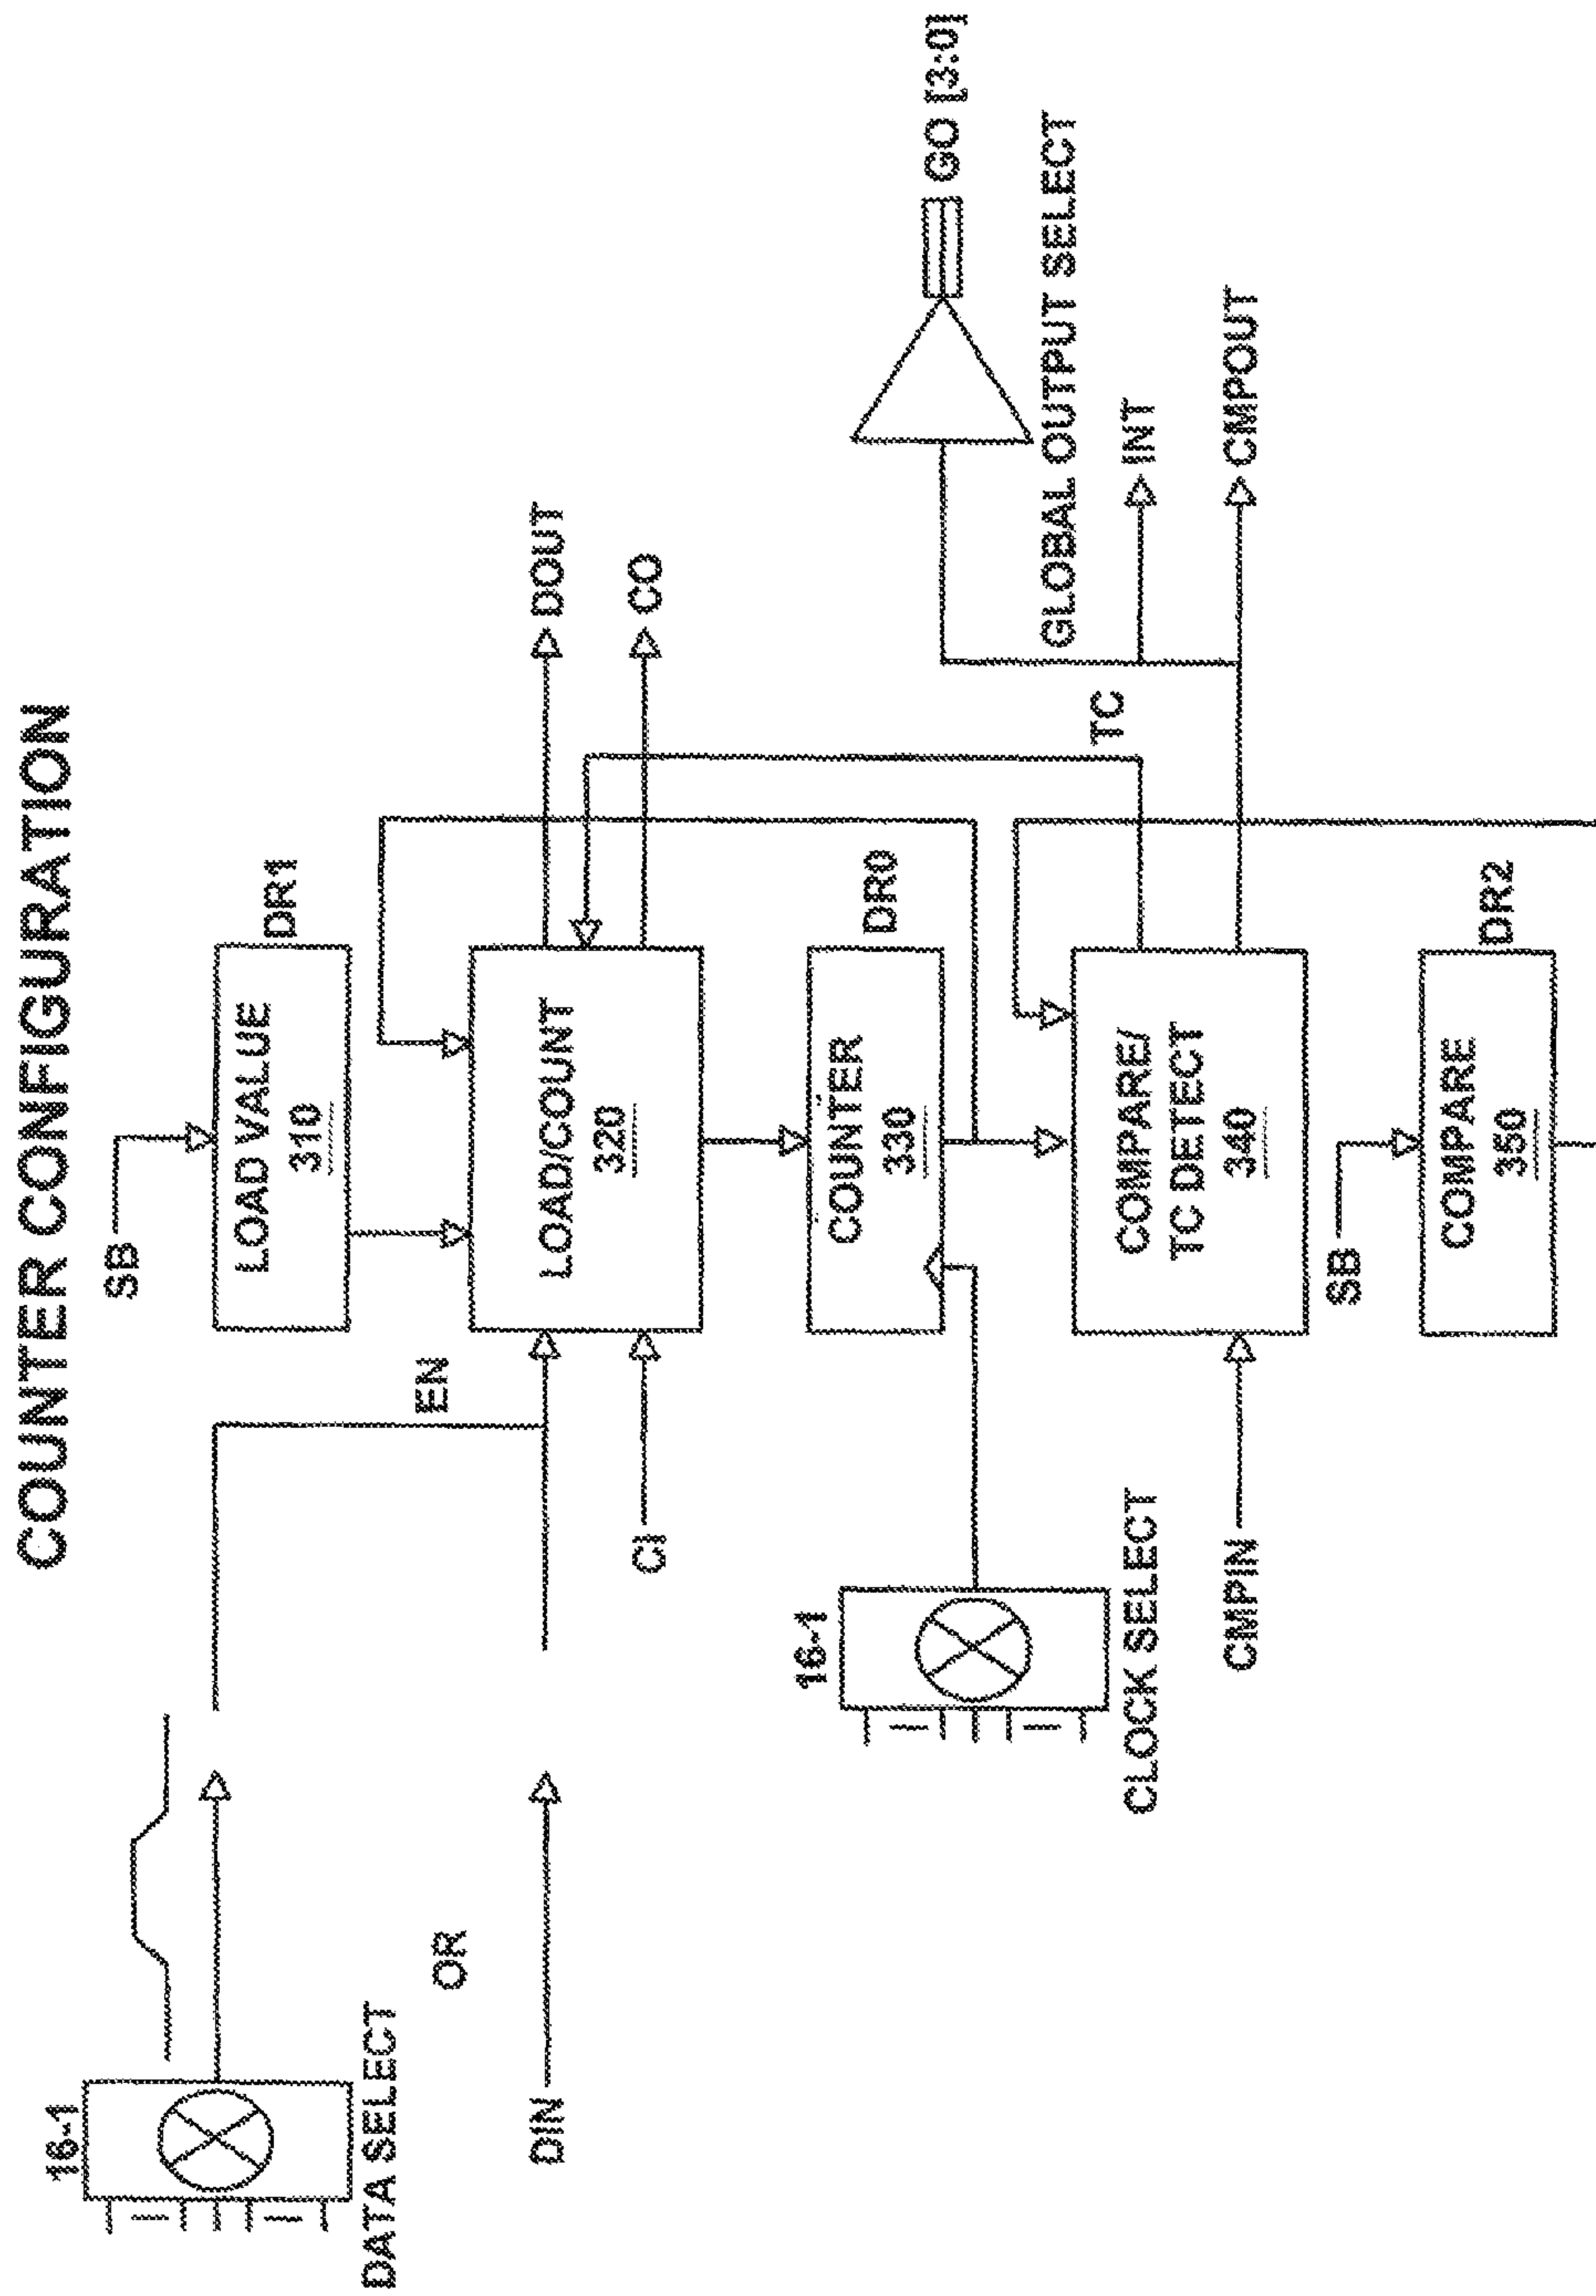 COUNTER CONFIGURATION
SB
LOAD VALUE
310
DR1
16-1
DATA SELECT
OR
DIN
EN
CI
LOAD/COUNT
320
DOUT
CO
16-1
CLOCK SELECT
COUNTER
330
DR0
GO [3:0]
GLOBAL OUTPUT SELECT
TC
INT
CMPOUT
CMPIN
COMPARE/
TC DETECT
340
SB
COMPARE
350
DR2